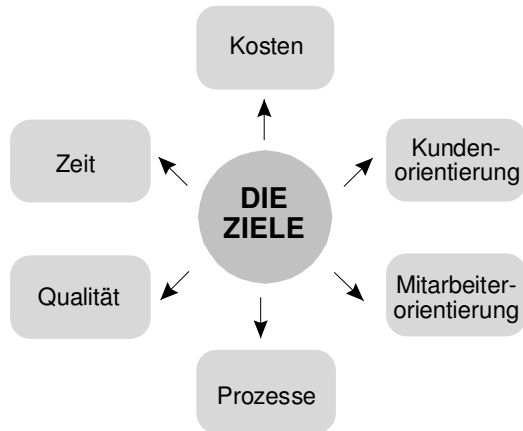 Kosten
Zeit
Kunden-
orientierung
DIE
ZIELE
Qualität
Mitarbeiter-
orientierung
Prozesse